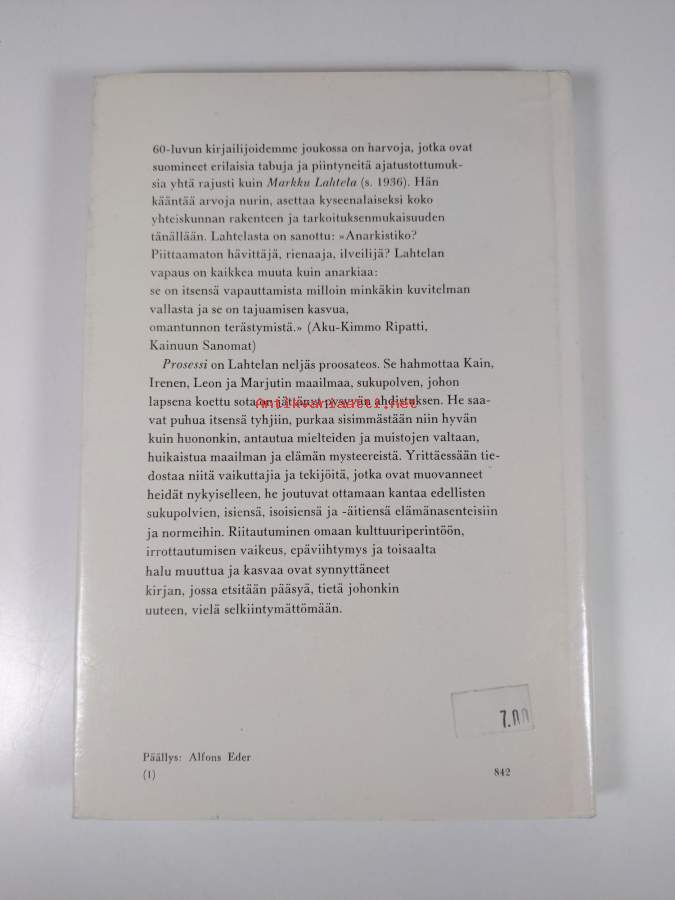 60-luvun kirjailijoidemme joukossa on harvoja, jotka ovat
suomineet erilaisia tabuja ja piintyneitä ajatustottumuk-
sia yhtä rajusti kuin Markku Lahtela (s. 1936). Hän
kääntää arvoja nurin, asettaa kyseenalaiseksi koko
yhteiskunnan rakenteen ja tarkoituksenmukaisuuden
tänällään. Lahtelasta on sanottu: »Anarkistiko?
Piittaamaton hävittäjä, rienaaja, ilveilijä? Lahtelan
vapaus on kaikkea muuta kuin anarkiaa:
se on itsensä vapauttamista milloin minkäkin kuvitelman
vallasta ja se on tajuamisen kasvua,
omantunnon terästymistä.» (Aku-Kimmo Ripatti,
Kainuun Sanomat)
Prosessi on Lahtelan neljäs proosateos. Se hahmottaa Kain,
Irenen, Leon ja Marjutin maailmaa, sukupolven, johon
lapsena koettu sota on jättänyt pysyvän ahdistuksen. He saa-
Antikvariaatti.net
vat puhua itsensä tyhjiin, purkaa sisimmästään niin hyvän
kuin huononkin, antautua mielteiden ja muistojen valtaan,
huikaistua maailman ja elämän mysteereistä. Yrittäessään tie-
dostaa niitä vaikuttajia ja tekijöitä, jotka ovat muovanneet
heidät nykyiselleen, he joutuvat ottamaan kantaa edellisten
sukupolvien, isiensä, isoisiensä ja -äitiensä elämänasenteisiin
ja normeihin. Riitautuminen omaan kulttuuriperintöön,
irrottautumisen vaikeus, epäviihtymys ja toisaalta
halu muuttua ja kasvaa ovat synnyttäneet
kirjan, jossa etsitään pääsyä, tietä johonkin
uuteen, vielä selkiintymättömään.
7.00
Päällys: Alfons Eder
(1) 842